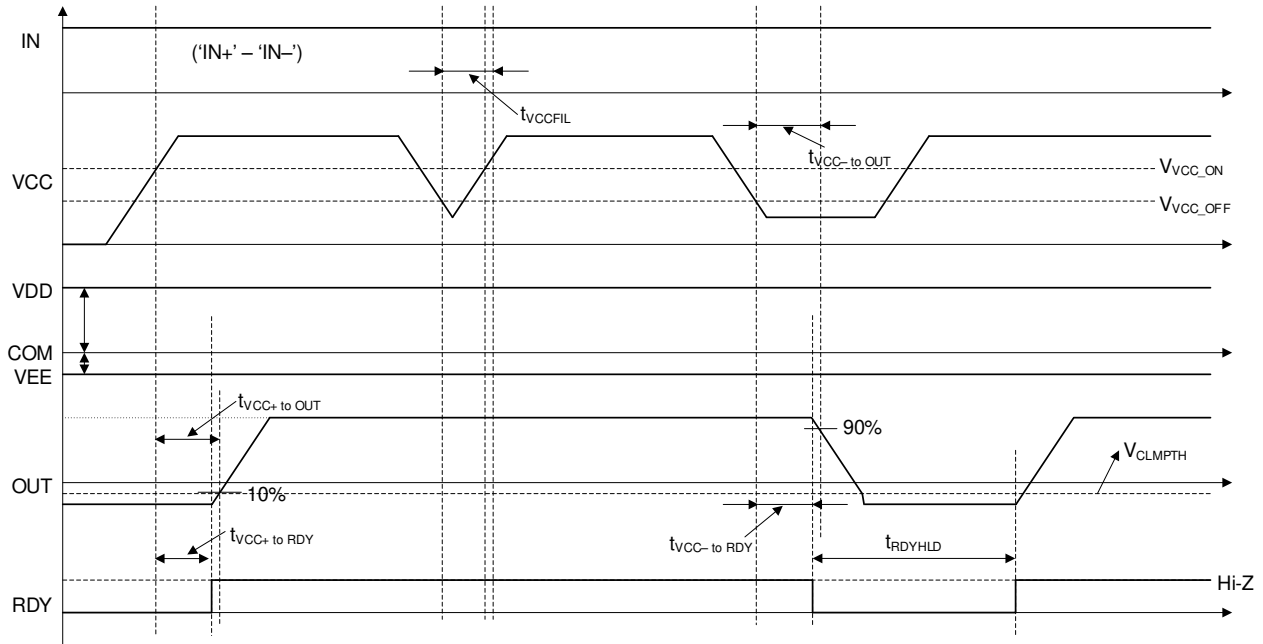 IN
('IN+' – 'IN–')
tVCCFIL
tVCC– to OUT
VCC
VVCC_ON
VVCC_OFF
VDD
COM
VEE
tVCC+ to OUT
90%
VCLMPTH
OUT
10%
tVCC+ to RDY
tVCC– to RDY
tRDYHLD
Hi-Z
RDY